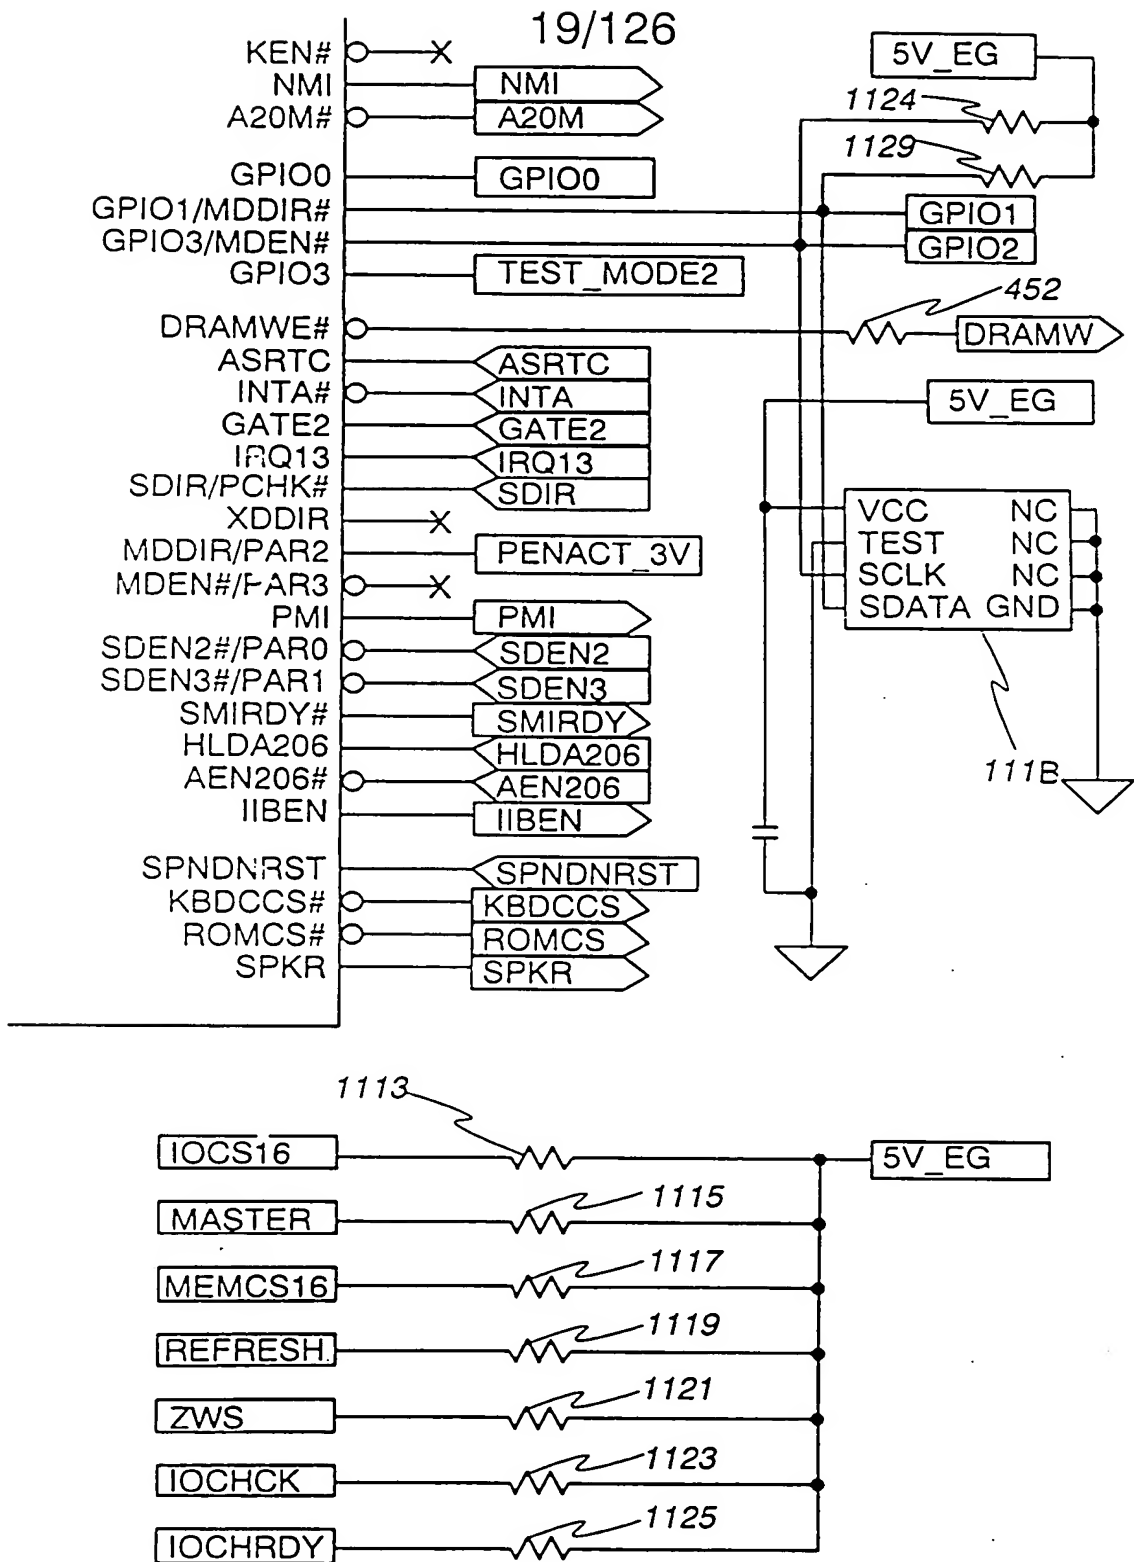 19/126
KEN#
NMI NMI
A20M# A20M
GPIO0 GPIO0
GPIO1/MDDIR#
GPIO3/MDEN#
GPIO3 TEST_MODE2
DRAMWE#
ASRTC ASRTC
INTA# INTA
GATE2 GATE2
IRQ13 IRQ13
SDIR/PCHK# SDIR
XDDIR
MDDIR/PAR2 PENACT_3V
MDEN#/PAR3
PMI PMI
SDEN2#/PAR0 SDEN2
SDEN3#/PAR1 SDEN3
SMIRDY# SMIRDY
HLDA206 HLDA206
AEN206# AEN206
IIBEN IIBEN
SPNDNRST SPNDNRST
KBDCCS# KBDCCS
ROMCS# ROMCS
SPKR SPKR
5V_EG
1124
1129
GPIO1
GPIO2
452
DRAMW
5V_EG
VCC NC
TEST NC
SCLK NC
SDATA GND
111B
1113
IOCS16 5V_EG
MASTER 1115
MEMCS16 1117
REFRESH 1119
ZWS 1121
IOCHCK 1123
IOCHRDY 1125